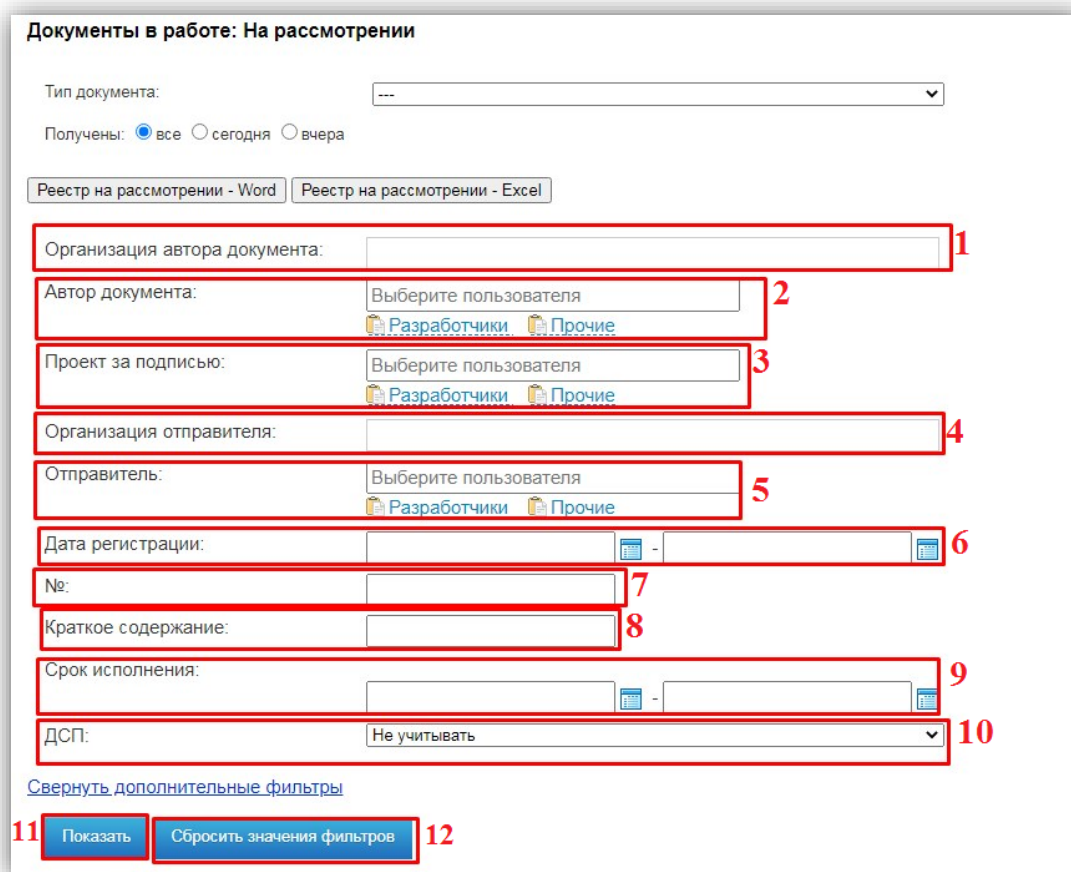 Документы в работе: На рассмотрении
Тип документа: ---
Получены: все сегодня вчера
Реестр на рассмотрении - Word Реестр на рассмотрении - Excel
Организация автора документа: 1
Автор документа: Выберите пользователя 2
Разработчики Прочие
Проект за подписью: Выберите пользователя 3
Разработчики Прочие
Организация отправителя: 4
Отправитель: Выберите пользователя 5
Разработчики Прочие
Дата регистрации: - 6
№: 7
Краткое содержание: 8
Срок исполнения: 9
-
ДСП: Не учитывать 10
Свернуть дополнительные фильтры
11 Показать Сбросить значения фильтров 12